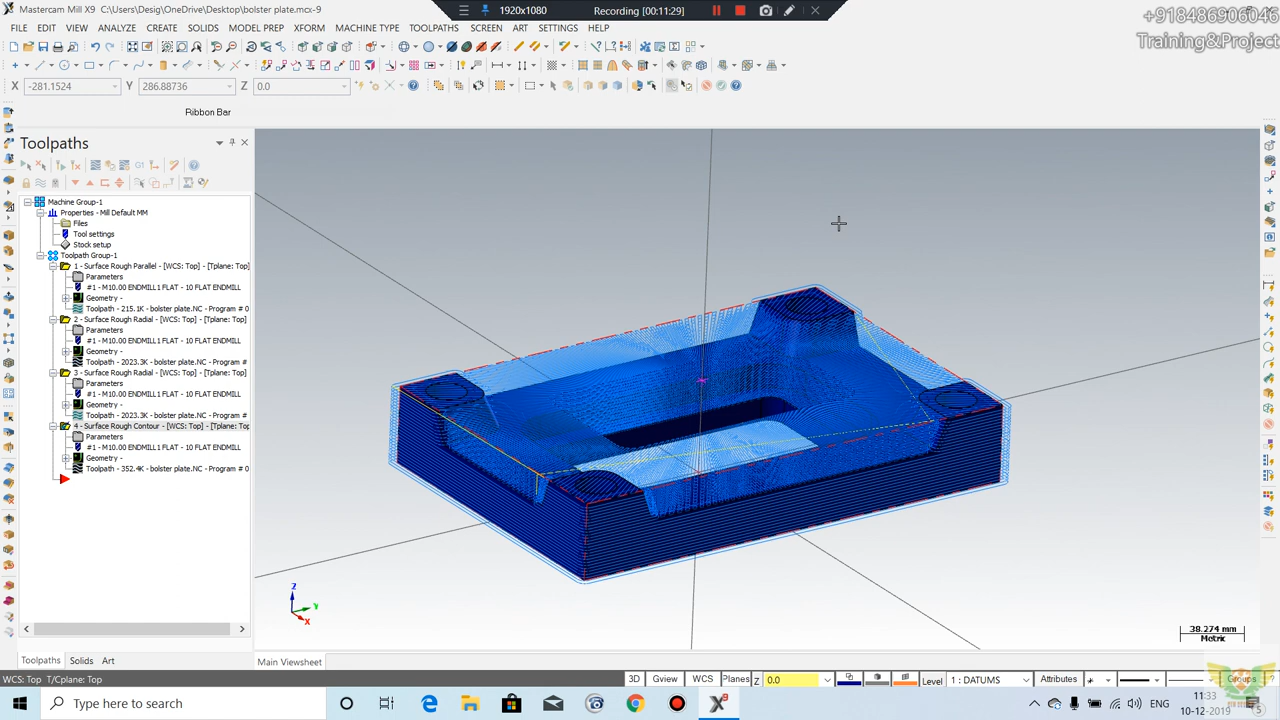 Mastercam Mill X9 C:\Users\Desig\OneDrive\Desktop\bolster plate.mcx-9
1920x1080
Recording [00:11:29]
+918486906046
Training&Project
FILE EDIT VIEW ANALYZE CREATE SOLIDS MODEL PREP XFORM MACHINE TYPE TOOLPATHS SCREEN ART SETTINGS HELP
X -281.1524 Y 286.88736 Z 0.0
Ribbon Bar
Toolpaths
Machine Group-1
Properties - Mill Default MM
Files
Tool settings
Stock setup
Toolpath Group-1
1 - Surface Rough Parallel - [WCS: Top] - [Tplane: Top]
Parameters
#1 - M10.00 ENDMILL1 FLAT - 10 FLAT ENDMILL
Geometry -
Toolpath - 215.1K - bolster plate.NC - Program # 0
2 - Surface Rough Radial - [WCS: Top] - [Tplane: Top]
Parameters
#1 - M10.00 ENDMILL1 FLAT - 10 FLAT ENDMILL
Geometry -
Toolpath - 2023.3K - bolster plate.NC - Program #
3 - Surface Rough Radial - [WCS: Top] - [Tplane: Top]
Parameters
#1 - M10.00 ENDMILL1 FLAT - 10 FLAT ENDMILL
Geometry -
Toolpath - 2023.3K - bolster plate.NC - Program #
4 - Surface Rough Contour - [WCS: Top] - [Tplane: Top
Parameters
#1 - M10.00 ENDMILL1 FLAT - 10 FLAT ENDMILL
Geometry -
Toolpath - 352.4K - bolster plate.NC - Program # 0
Z
Y
X
38.274 mm
Metric
Toolpaths Solids Art
Main Viewsheet
WCS: Top T/Cplane: Top
3D Gview WCS Planes Z 0.0 Level 1 : DATUMS Attributes Groups ?
Type here to search
ENG
11:33
10-12-2019
5